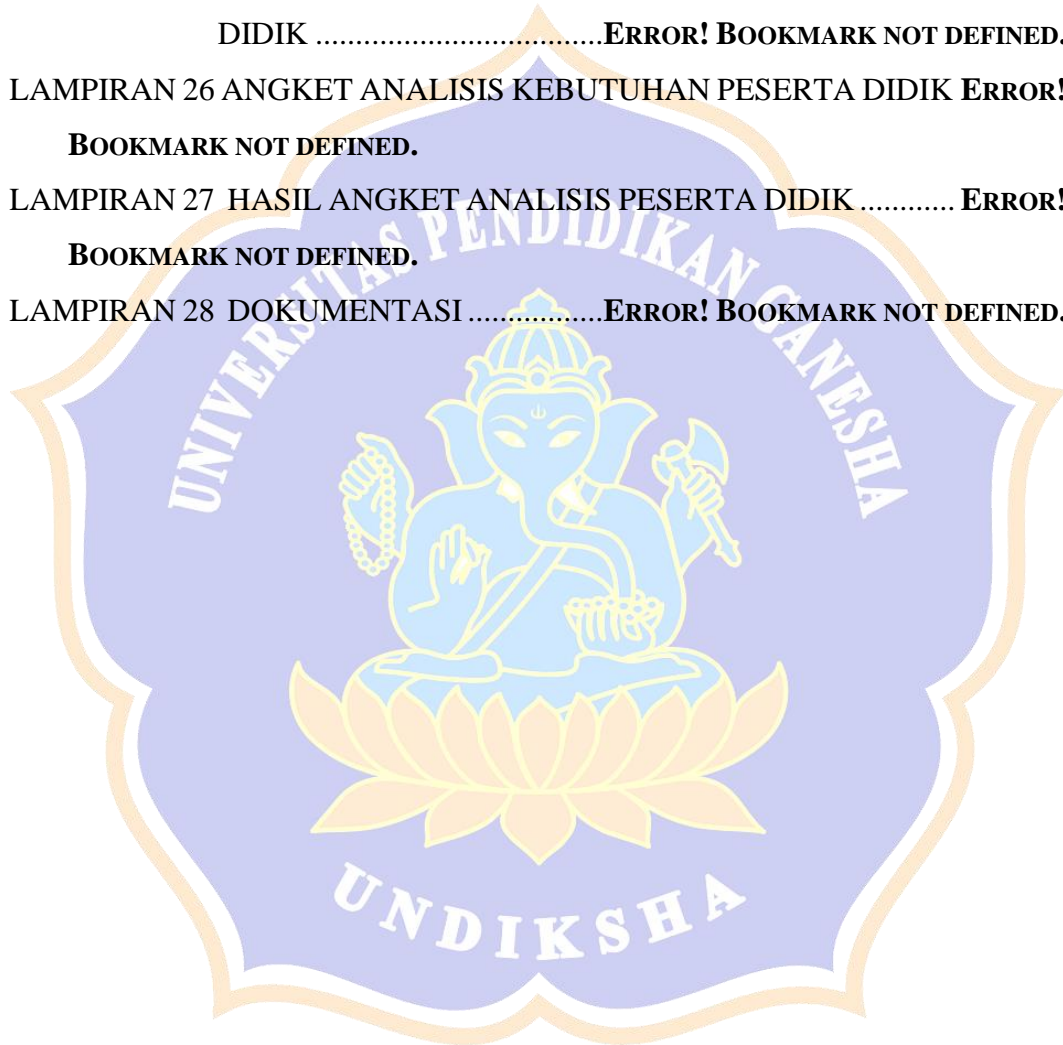 DIDIK ....................................ERROR! BOOKMARK NOT DEFINED.
LAMPIRAN 26 ANGKET ANALISIS KEBUTUHAN PESERTA DIDIK ERROR!
BOOKMARK NOT DEFINED.
LAMPIRAN 27 HASIL ANGKET ANALISIS PESERTA DIDIK ............ ERROR!
BOOKMARK NOT DEFINED.
LAMPIRAN 28 DOKUMENTASI .................ERROR! BOOKMARK NOT DEFINED.
UNIVERSITAS PENDIDIKAN GANESHA
UNDIKSHA